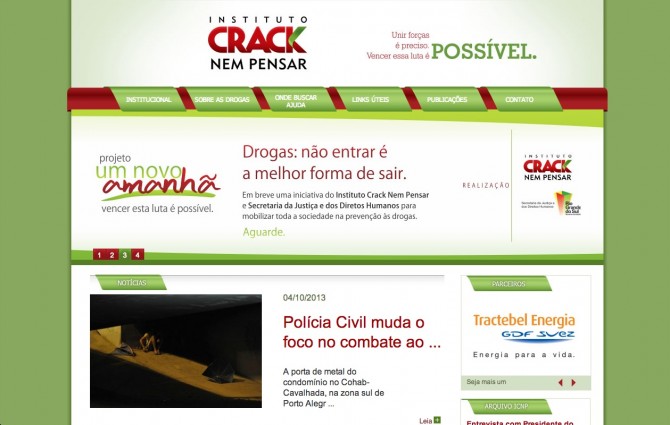 INSTITUTO
CRACK
NEM PENSAR
Unir forças
é preciso.
Vencer essa luta é POSSÍVEL.
INSTITUCIONAL
SOBRE AS DROGAS
ONDE BUSCAR
AJUDA
LINKS ÚTEIS
PUBLICAÇÕES
CONTATO
projeto
um novo
amanhã
vencer esta luta é possível.
Drogas: não entrar é
a melhor forma de sair.
Em breve uma iniciativa do Instituto Crack Nem Pensar
e Secretaria da Justiça e dos Direitos Humanos para
mobilizar toda a sociedade na prevenção às drogas.
Aguarde.
REALIZAÇÃO
INSTITUTO
CRACK
NEM PENSAR
Secretaria da Justiça e
dos Direitos Humanos
Rio
Grande
do Sul
1 2 3 4
NOTÍCIAS
04/10/2013
Polícia Civil muda o
foco no combate ao ...
A porta de metal do
condomínio no Cohab-
Cavalhada, na zona sul de
Porto Alegr ...
Leia +
PARCEIROS
Tractebel Energia
GDF SUEZ
Energia para a vida.
Seja mais um
ARQUIVO ICNP
Entrevista com Presidente do